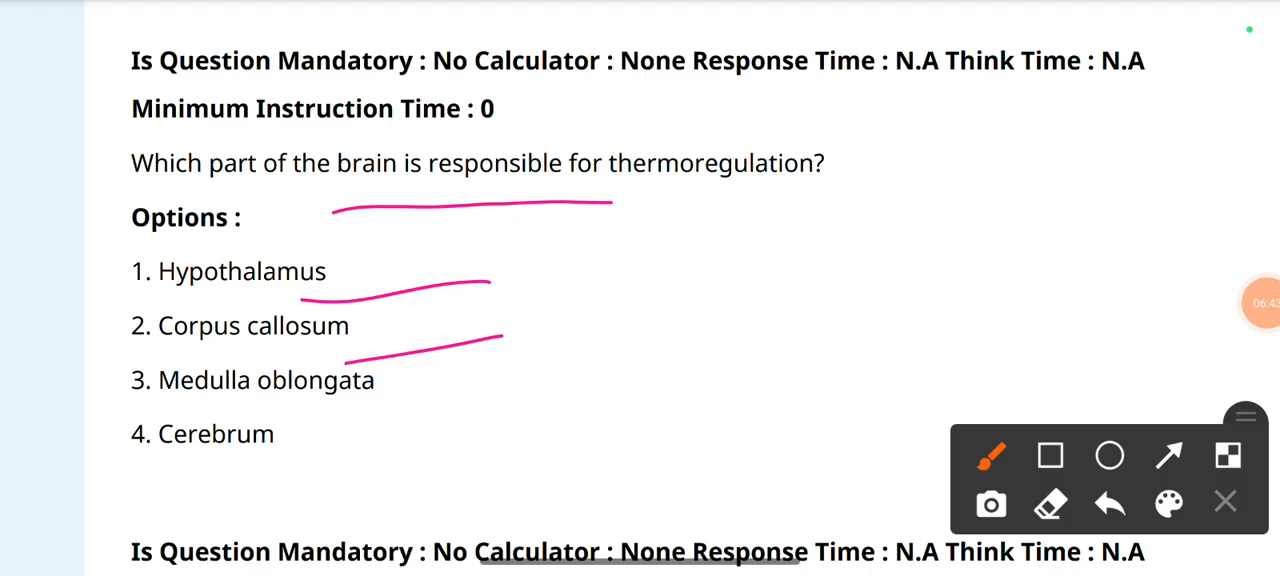 Is Question Mandatory : No Calculator : None Response Time : N.A Think Time : N.A
Minimum Instruction Time : 0
Which part of the brain is responsible for thermoregulation?
Options :
1. Hypothalamus
2. Corpus callosum
3. Medulla oblongata
4. Cerebrum
Is Question Mandatory : No Calculator : None Response Time : N.A Think Time : N.A